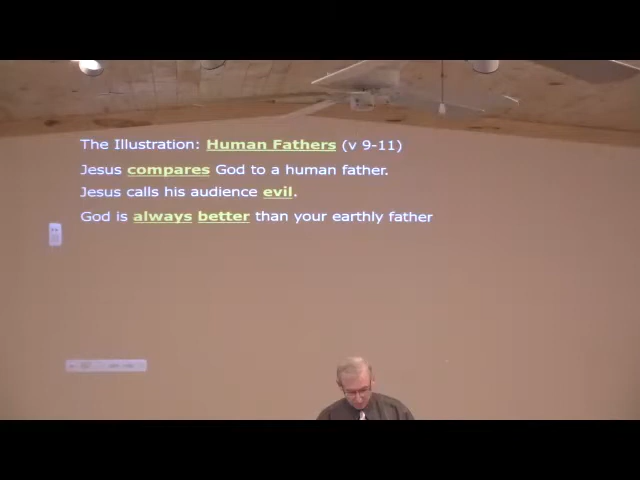 The Illustration: Human Fathers (v 9-11)
Jesus compares God to a human father.
Jesus calls his audience evil.
God is always better than your earthly father